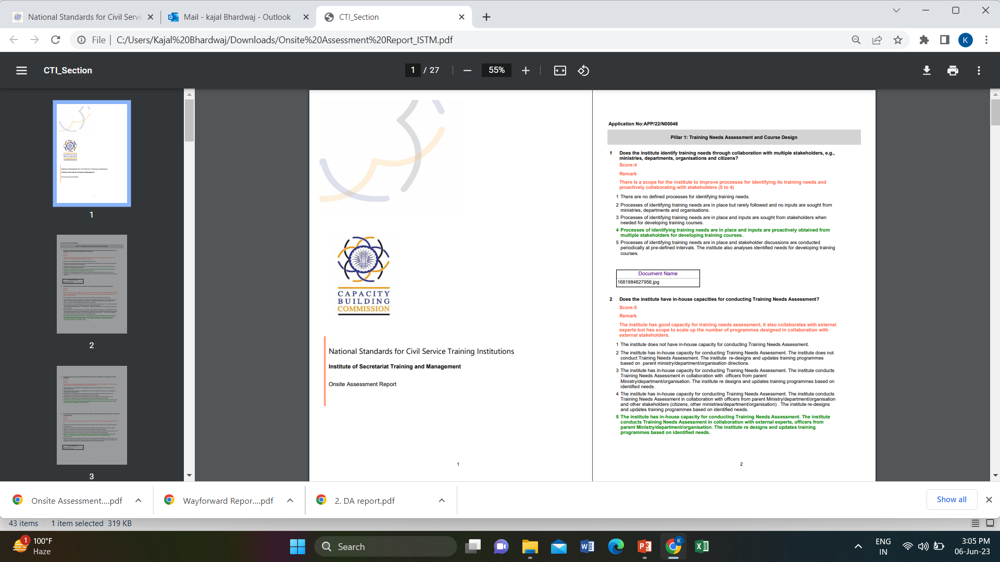 National Standards for Civil Servi
Mail - kajal Bhardwaj - Outlook
CTI_Section
File
C:/Users/Kajal%20Bhardwaj/Downloads/Onsite%20Assessment%20Report_ISTM.pdf
K
CTI_Section
1 / 27
55%
CAPACITY
BUILDING
COMMISSION
National Standards for Civil Service Training Institutions
Institute of Secretariat Training and Management
Onsite Assessment Report
1
2
3
CAPACITY
BUILDING
COMMISSION
National Standards for Civil Service Training Institutions
Institute of Secretariat Training and Management
Onsite Assessment Report
1
Application No:APP/22/N00048
Pillar 1: Training Needs Assessment and Course Design
1 Does the institute identify training needs through collaboration with multiple stakeholders, e.g.,
ministries, departments, organisations and citizens?
Score:4
Remark
There is a scope for the institute to improve processes for identifying its training needs and
proactively collaborating with stakeholders (5 to 4)
1 There are no defined processes for identifying training needs.
2 Processes of identifying training needs are in place but rarely followed and no inputs are sought from
ministries, departments and organisations.
3 Processes of identifying training needs are in place and inputs are sought from stakeholders when
needed for developing training courses.
4 Processes of identifying training needs are in place and inputs are proactively obtained from
multiple stakeholders for developing training courses.
5 Processes of identifying training needs are in place and stakeholder discussions are conducted
periodically at pre-defined intervals. The institute also analyses identified needs for developing training
courses.
Document Name
1681984627956.jpg
2 Does the institute have in-house capacities for conducting Training Needs Assessment?
Score:5
Remark
The institute has good capacity for training needs assessment, it also collaborates with external
experts but has scope to scale up the number of programmes designed in collaboration with
external stakeholders.
1 The institute does not have in-house capacity for conducting Training Needs Assessment.
2 The institute has in-house capacity for conducting Training Needs Assessment. The institute does not
conduct Training Needs Assessment. The institute re-designs and updates training programmes
based on parent ministry/department/organisation directions.
3 The institute has in-house capacity for conducting Training Needs Assessment. The institute conducts
Training Needs Assessment in collaboration with officers from parent
Ministry/department/organisation. The institute re designs and updates training programmes based on
identified needs.
4 The institute has in-house capacity for conducting Training Needs Assessment. The institute conducts
Training Needs Assessment in collaboration with officers from parent Ministry/department/organisation
and other stakeholders (citizens, other ministries/department/organisation) . The institute re-designs
and updates training programmes based on identified needs.
5 The institute has in-house capacity for conducting Training Needs Assessment. The institute
conducts Training Needs Assessment in collaboration with external experts, officers from
parent Ministry/department/organisation. The institute re designs and updates training
programmes based on identified needs.
2
Onsite Assessment....pdf
Wayforward Repor....pdf
2. DA report.pdf
Show all
43 items 1 item selected 319 KB
1
100°F
Haze
Search
K
ENG
IN
3:05 PM
06-Jun-23